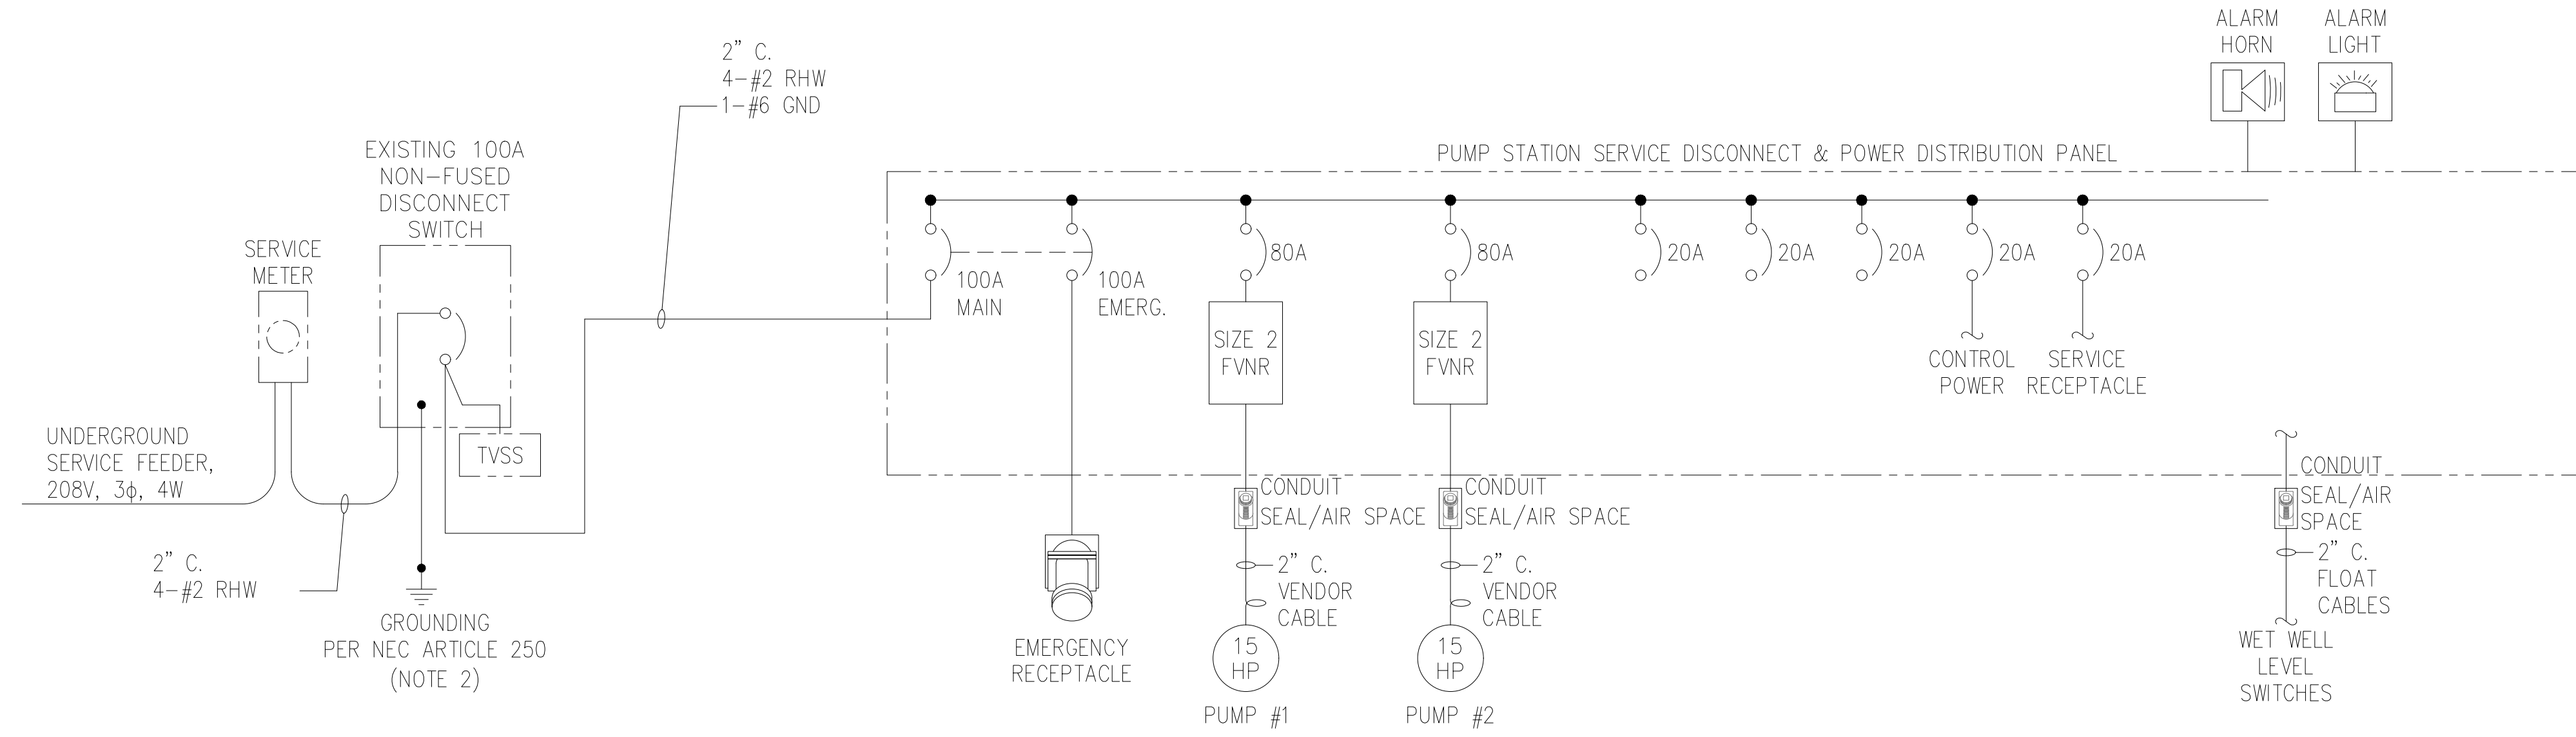 ALARM
HORN
ALARM
LIGHT
2" C.
4-#2 RHW
1-#6 GND
EXISTING 100A
NON-FUSED
DISCONNECT
SWITCH
PUMP STATION SERVICE DISCONNECT & POWER DISTRIBUTION PANEL
SERVICE
METER
100A
MAIN
100A
EMERG.
80A
80A
20A
20A
20A
20A
20A
SIZE 2
FVNR
SIZE 2
FVNR
CONTROL
POWER
SERVICE
RECEPTACLE
UNDERGROUND
SERVICE FEEDER,
208V, 3ϕ, 4W
TVSS
2" C.
4-#2 RHW
GROUNDING
PER NEC ARTICLE 250
(NOTE 2)
EMERGENCY
RECEPTACLE
CONDUIT
SEAL/AIR SPACE
2" C.
VENDOR
CABLE
15
HP
PUMP #1
CONDUIT
SEAL/AIR SPACE
2" C.
VENDOR
CABLE
15
HP
PUMP #2
CONDUIT
SEAL/AIR
SPACE
2" C.
FLOAT
CABLES
WET WELL
LEVEL
SWITCHES